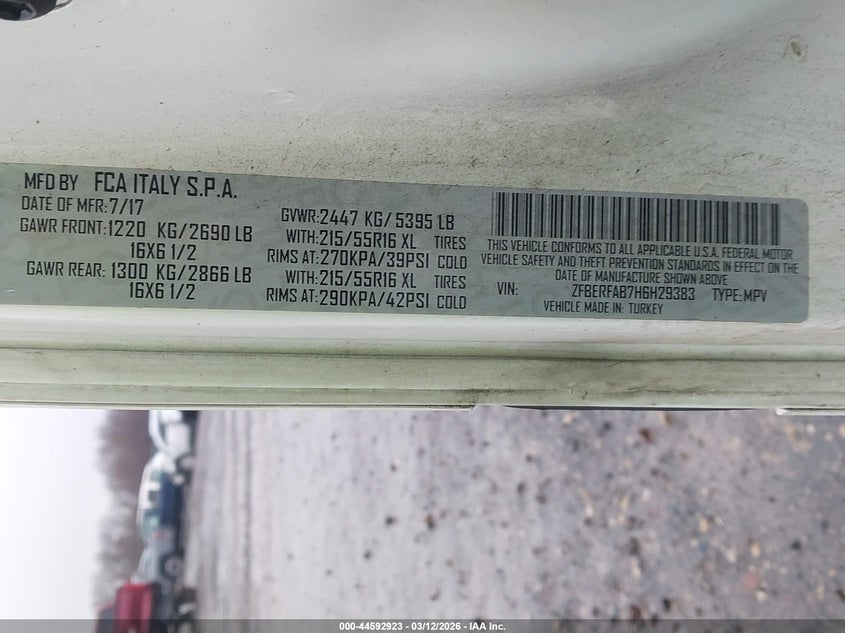 MFD BY FCA ITALY S.P.A.
DATE OF MFR:7/17
GAWR FRONT:1220 KG/2690 LB
16X6 1/2
GAWR REAR: 1300 KG/2866 LB
16X6 1/2
GVWR:2447 KG/5395 LB
WITH:215/55R16 XL TIRES
RIMS AT:270KPA/39PSI COLD
WITH:215/55R16 XL TIRES
RIMS AT:290KPA/42PSI COLD
THIS VEHICLE CONFORMS TO ALL APPLICABLE U.S.A. FEDERAL MOTOR
VEHICLE SAFETY AND THEFT PREVENTION STANDARDS IN EFFECT ON THE
DATE OF MANUFACTURE SHOWN ABOVE
VIN: ZFBERFAB7H6H29383 TYPE:MPV
VEHICLE MADE IN: TURKEY
000-44592923 - 03/12/2026 - IAA Inc.